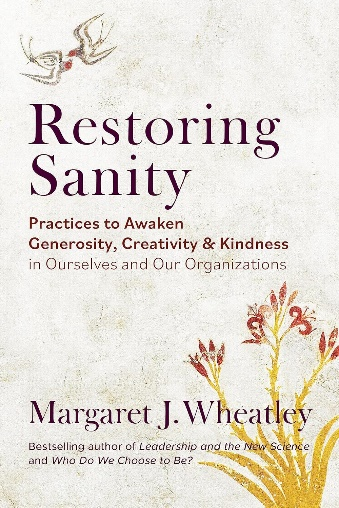 Restoring
Sanity
Practices to Awaken
Generosity, Creativity & Kindness
in Ourselves and Our Organizations
Margaret J. Wheatley
Bestselling author of Leadership and the New Science
and Who Do We Choose to Be?